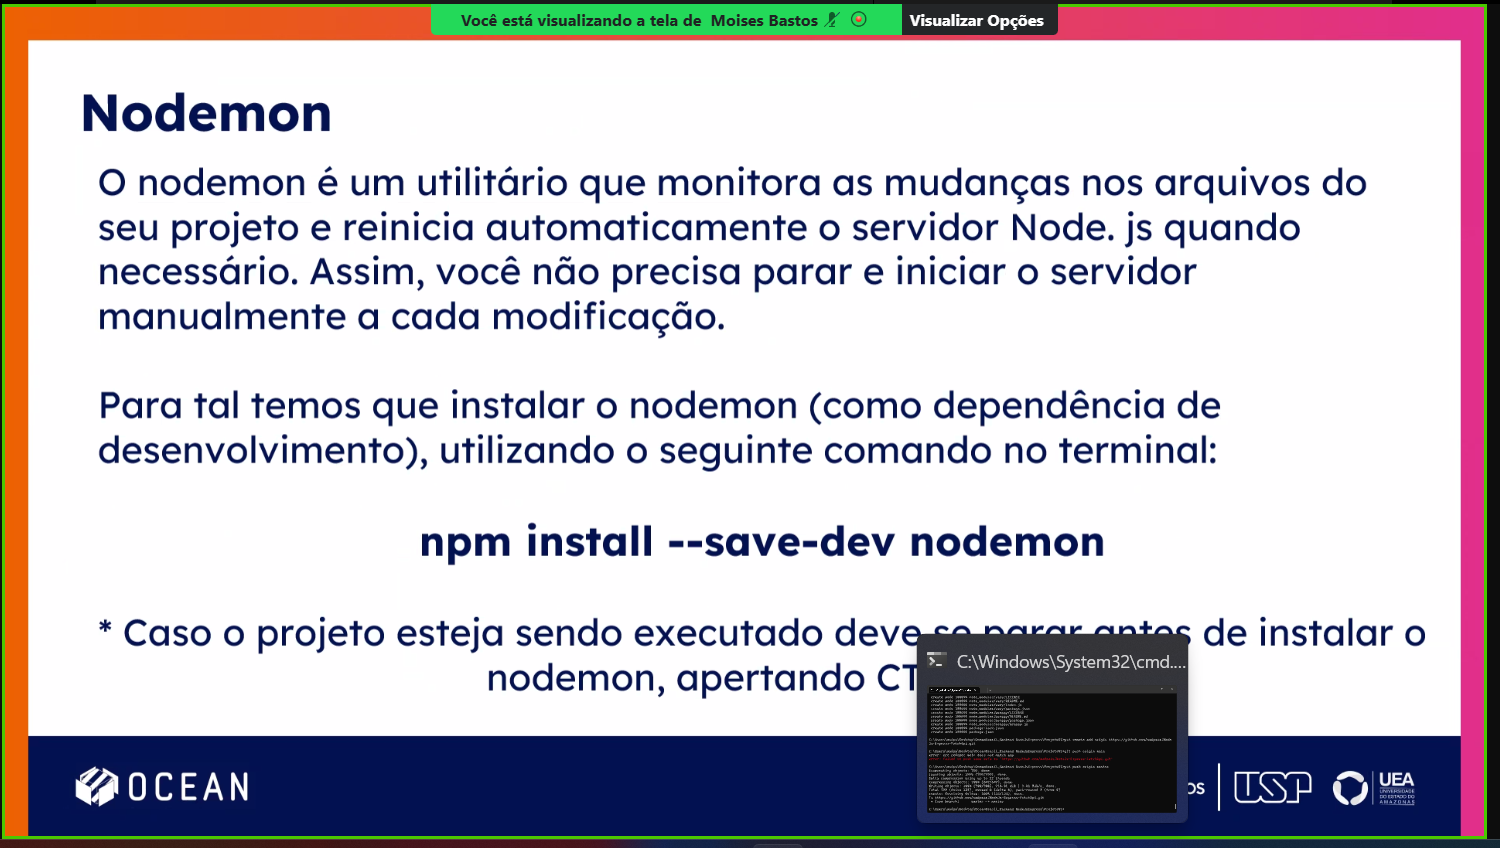 Você está visualizando a tela de Moises Bastos
Visualizar Opções
Nodemon
O nodemon é um utilitário que monitora as mudanças nos arquivos do
seu projeto e reinicia automaticamente o servidor Node. js quando
necessário. Assim, você não precisa parar e iniciar o servidor
manualmente a cada modificação.
Para tal temos que instalar o nodemon (como dependência de
desenvolvimento), utilizando o seguinte comando no terminal:
npm install --save-dev nodemon
* Caso o projeto esteja sendo executado deve se parar antes de instalar o
nodemon, apertando CT
C:\Windows\System32\cmd....
OCEAN
os
USP
UEA
UNIVERSIDADE
DO ESTADO DO
AMAZONAS